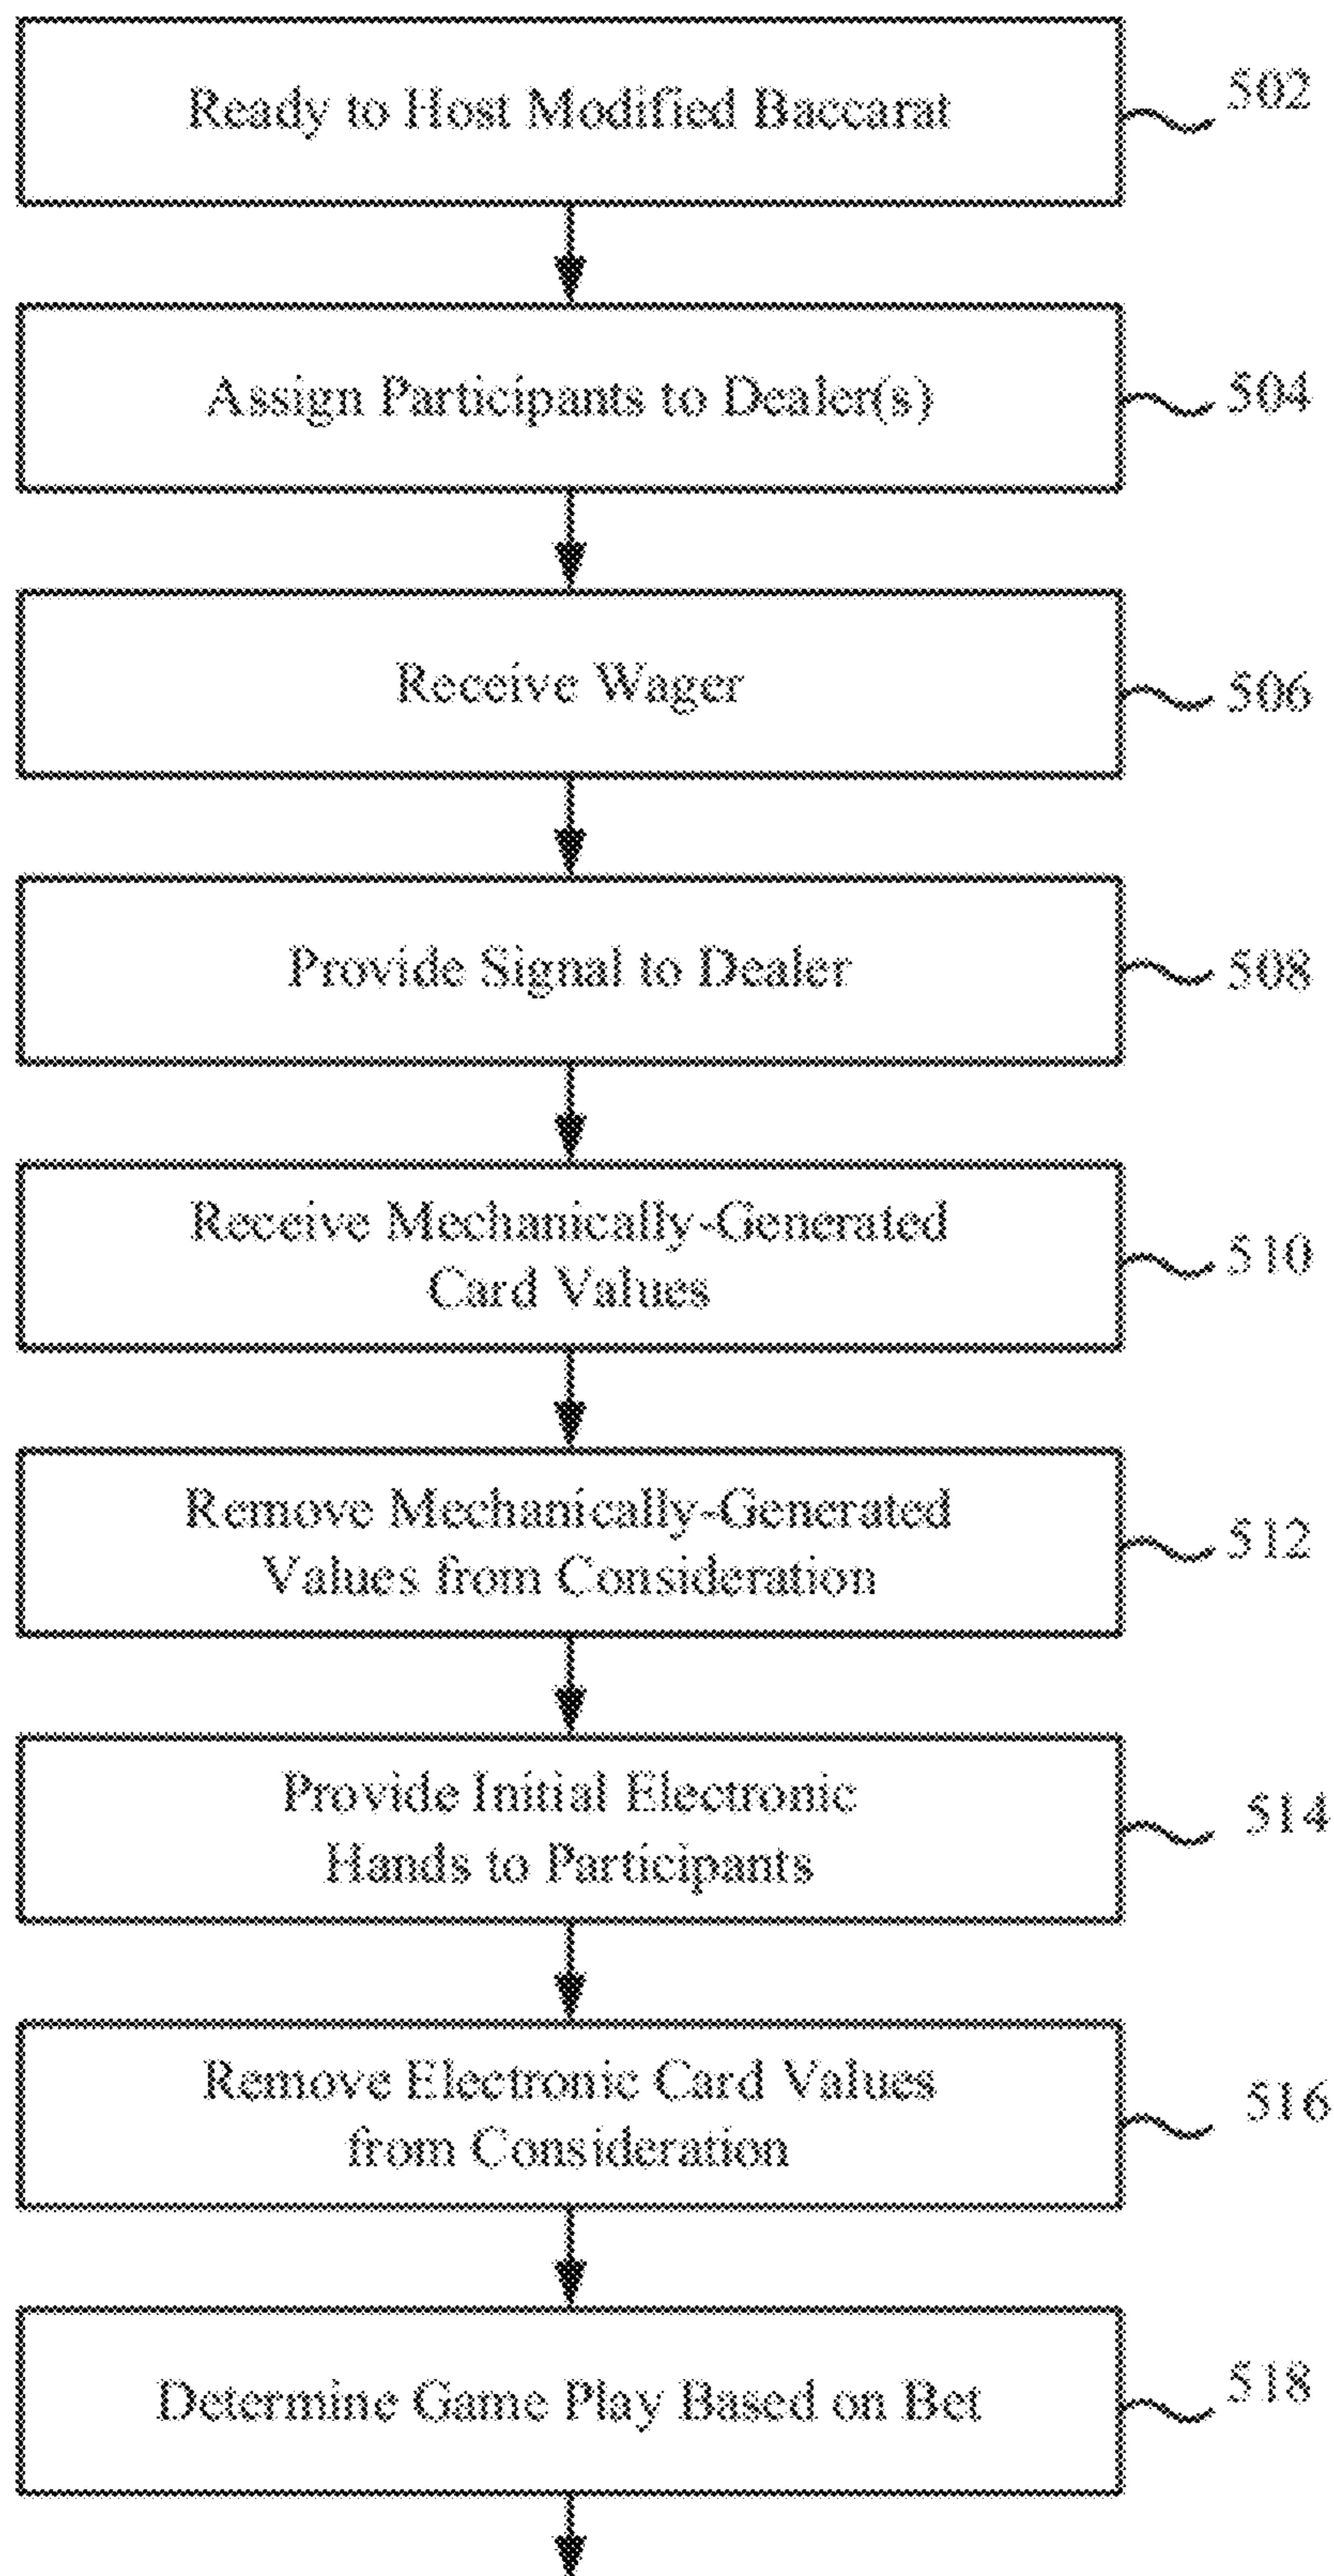 Ready to Host Modified Baccarat
502
Assign Participants to Dealer(s)
504
Receive Wager
506
Provide Signal to Dealer
508
Receive Mechanically-Generated
Card Values
510
Remove Mechanically-Generated
Values from Consideration
512
Provide Initial Electronic
Hands to Participants
514
Remove Electronic Card Values
from Consideration
516
Determine Game Play Based on Bet
518